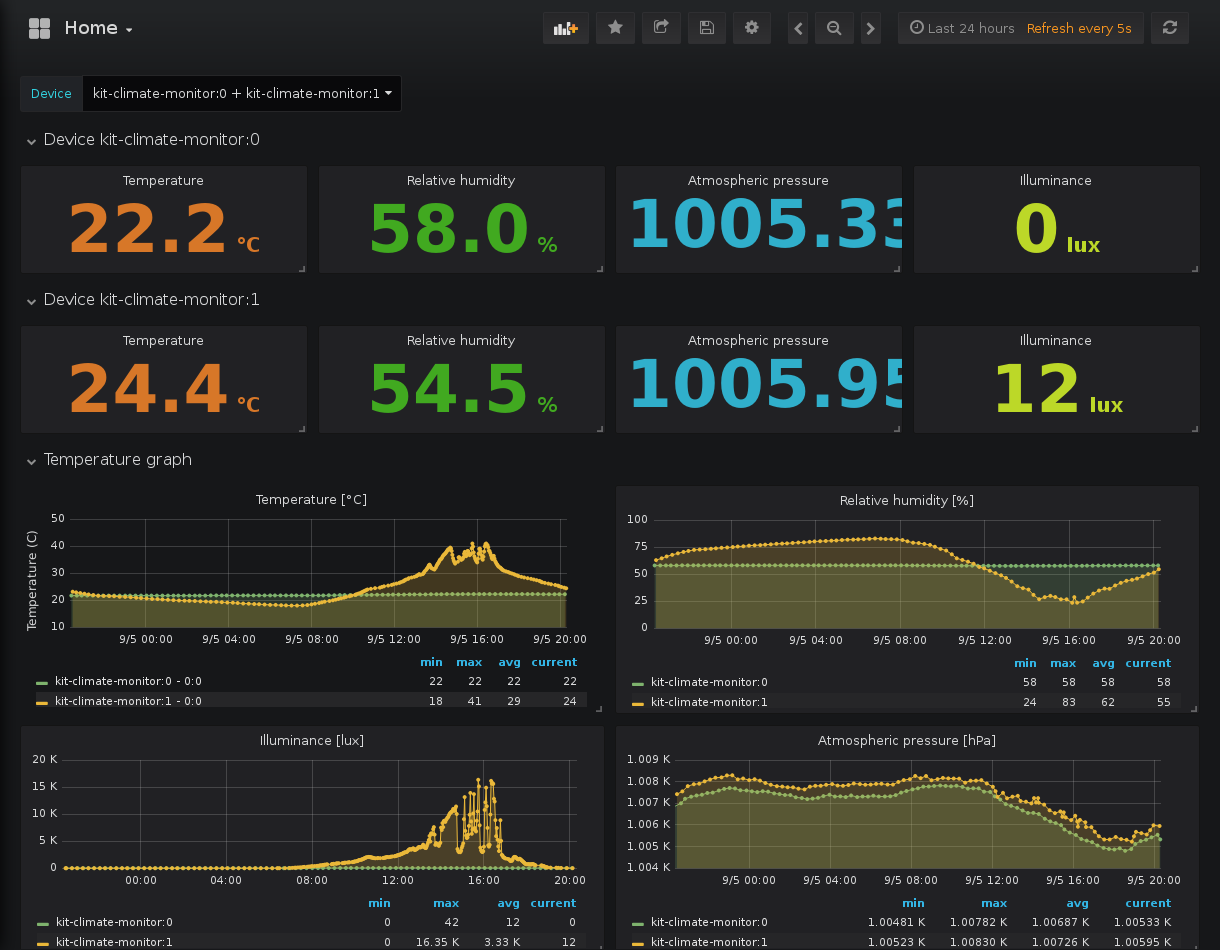 Home
Last 24 hours Refresh every 5s
Device kit-climate-monitor:0 + kit-climate-monitor:1
Device kit-climate-monitor:0
Temperature Relative humidity Atmospheric pressure Illuminance
22.2 °C 58.0 % 1005.33 0 lux
Device kit-climate-monitor:1
Temperature Relative humidity Atmospheric pressure Illuminance
24.4 °C 54.5 % 1005.95 12 lux
Temperature graph
Temperature [°C]
Temperature (C)
50
40
30
20
10
9/5 00:00 9/5 04:00 9/5 08:00 9/5 12:00 9/5 16:00 9/5 20:00
min max avg current
kit-climate-monitor:0 - 0:0 22 22 22 22
kit-climate-monitor:1 - 0:0 18 41 29 24
Relative humidity [%]
100
75
50
25
0
9/5 00:00 9/5 04:00 9/5 08:00 9/5 12:00 9/5 16:00 9/5 20:00
min max avg current
kit-climate-monitor:0 58 58 58 58
kit-climate-monitor:1 24 83 62 55
Illuminance [lux]
20 K
15 K
10 K
5 K
0
00:00 04:00 08:00 12:00 16:00 20:00
min max avg current
kit-climate-monitor:0 0 42 12 0
kit-climate-monitor:1 0 16.35 K 3.33 K 12
Atmospheric pressure [hPa]
1.009 K
1.008 K
1.007 K
1.006 K
1.005 K
1.004 K
9/5 00:00 9/5 04:00 9/5 08:00 9/5 12:00 9/5 16:00 9/5 20:00
min max avg current
kit-climate-monitor:0 1.00481 K 1.00782 K 1.00687 K 1.00533 K
kit-climate-monitor:1 1.00523 K 1.00830 K 1.00726 K 1.00595 K